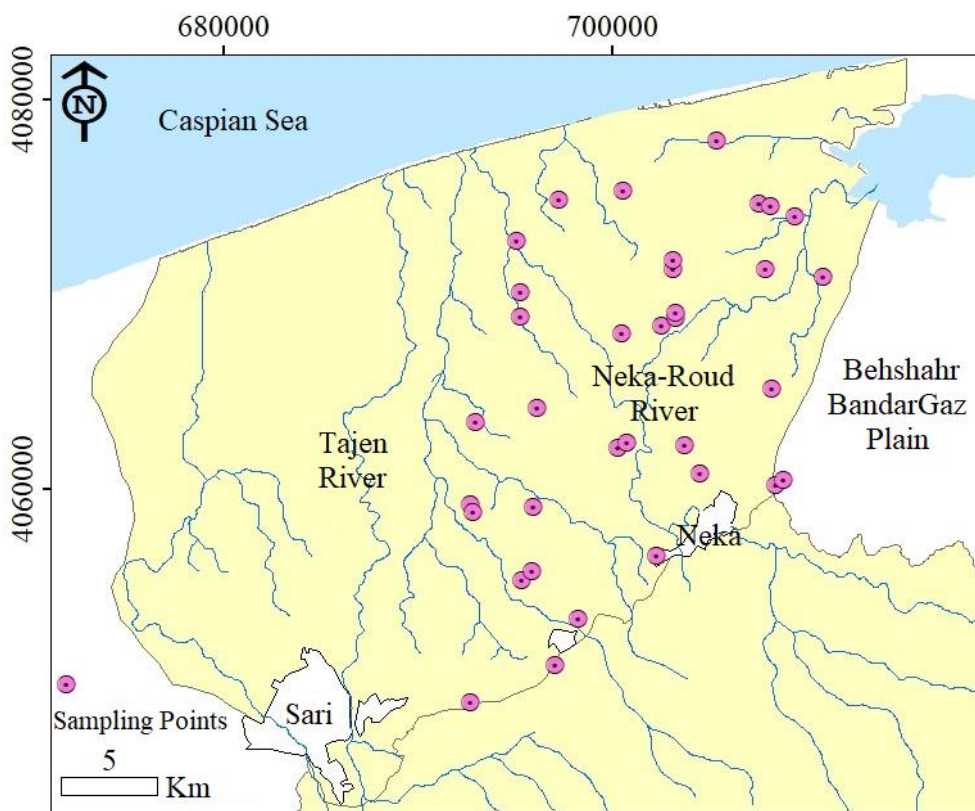 680000
700000
4080000
N
Caspian Sea
Neka-Roud
River
Behshahr
BandarGaz
Plain
Tajen
River
4060000
Neka
Sari
Sampling Points
5
Km